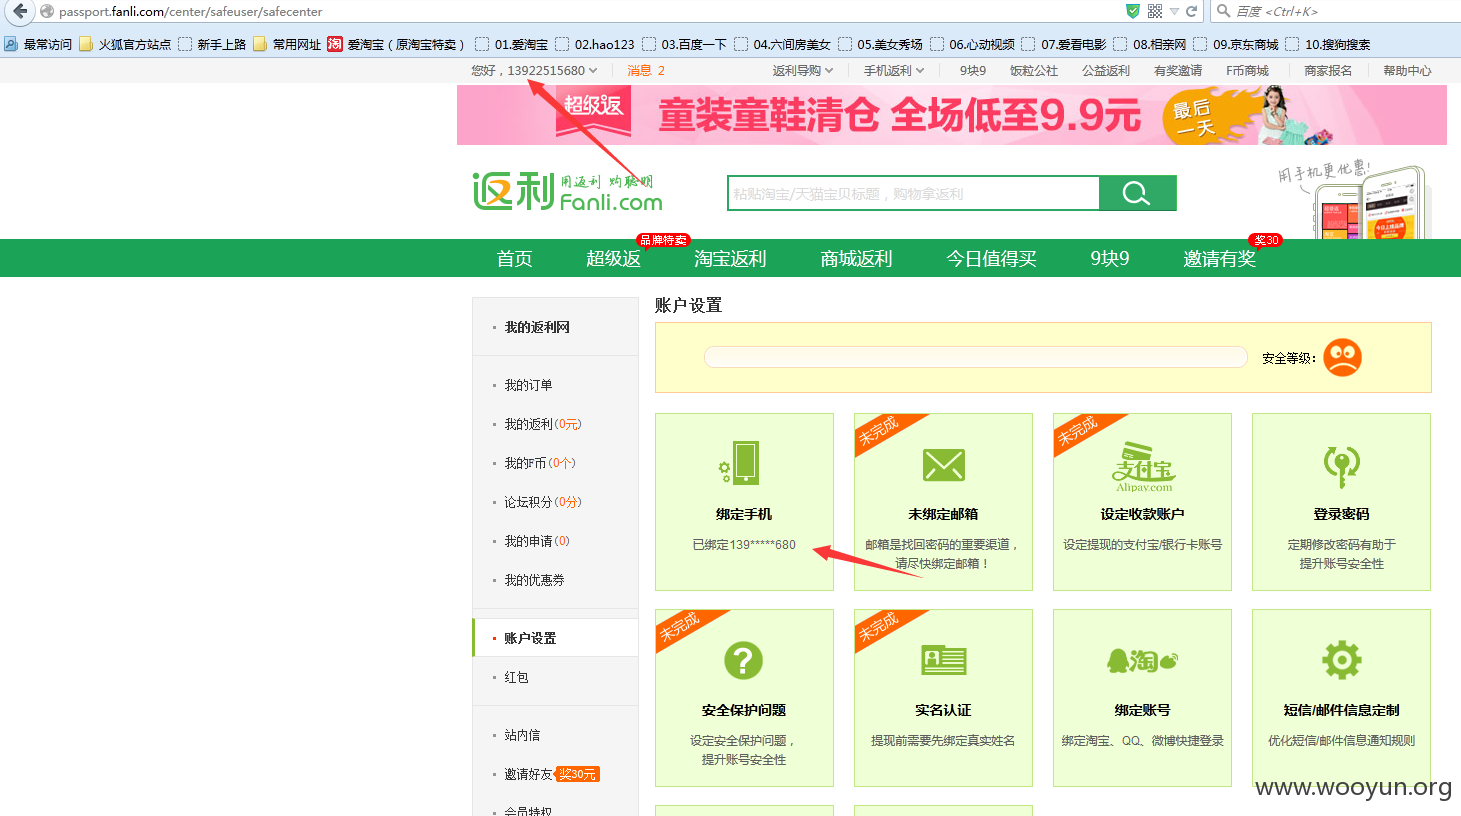 passport.fanli.com/center/safeuser/safecenter
百度 <Ctrl+K>
最常访问 火狐官方站点 新手上路 常用网址 淘 爱淘宝（原淘宝特卖） 01.爱淘宝 02.hao123 03.百度一下 04.六间房美女 05.美女秀场 06.心动视频 07.爱看电影 08.相亲网 09.京东商城 10.搜狗搜索
您好，13922515680 消息 2 返利导购 手机返利 9块9 饭粒公社 公益返利 有奖邀请 F币商城 商家报名 帮助中心
超级返
童装童鞋清仓 全场低至9.9元
最后
一天
返利 用返利 购聪明
Fanli.com
粘贴淘宝/天猫宝贝标题，购物拿返利
用手机更优惠!
品牌特卖
奖30
首页 超级返 淘宝返利 商城返利 今日值得买 9块9 邀请有奖
我的返利网
我的订单
我的返利(0元)
我的F币(0个)
论坛积分(0分)
我的申请(0)
我的优惠券
账户设置
红包
站内信
邀请好友 奖30元
会员特权
账户设置
安全等级：
绑定手机
已绑定139*****680
未完成
未绑定邮箱
邮箱是找回密码的重要渠道，
请尽快绑定邮箱！
未完成
支付宝
Alipay.com
设定收款账户
设定提现的支付宝/银行卡账号
登录密码
定期修改密码有助于
提升账号安全性
未完成
安全保护问题
设定安全保护问题，
提升账号安全性
未完成
实名认证
提现前需要先绑定真实姓名
淘
绑定账号
绑定淘宝、QQ、微博快捷登录
短信/邮件信息定制
优化短信/邮件信息通知规则
www.wooyun.org